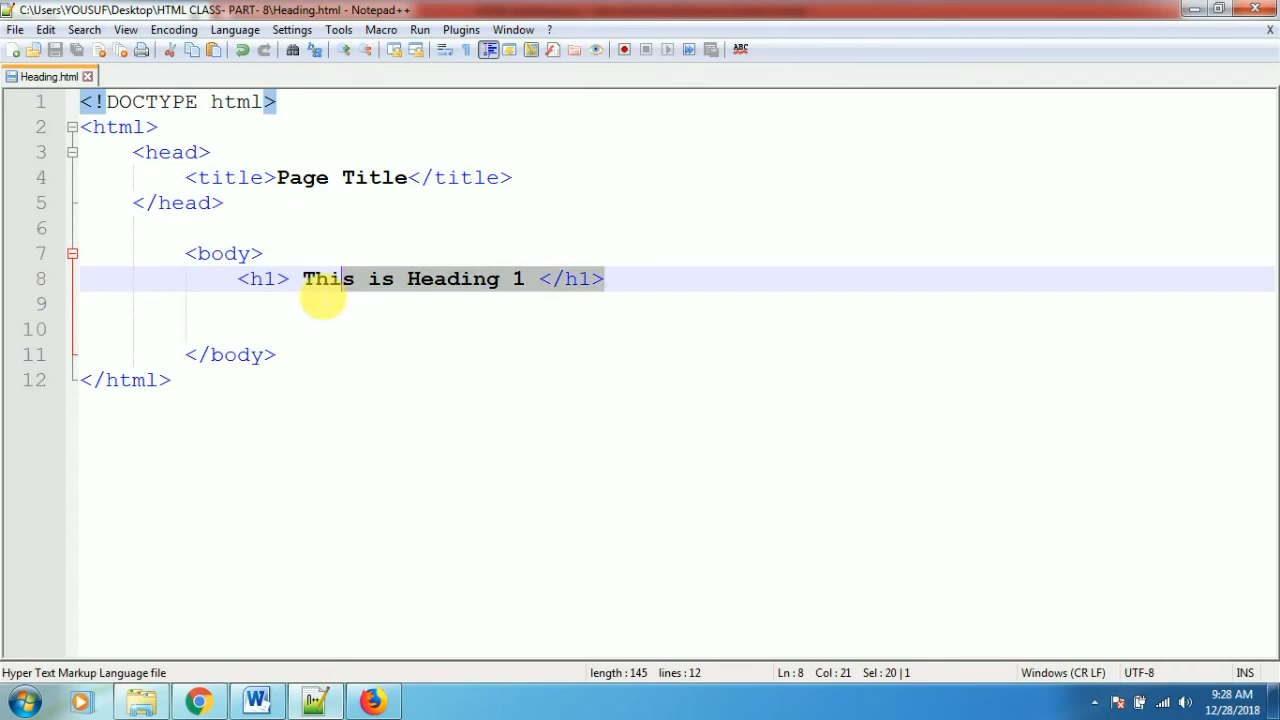 C:\Users\YOUSUF\Desktop\HTML CLASS- PART- 8\Heading.html - Notepad++
File Edit Search View Encoding Language Settings Tools Macro Run Plugins Window ? X
ABC
Heading.html
1 <!DOCTYPE html>
2 <html>
3 <head>
4 <title>Page Title</title>
5 </head>
6
7 <body>
8 <h1> This is Heading 1 </h1>
9
10
11 </body>
12 </html>
Hyper Text Markup Language file length : 145 lines : 12 Ln : 8 Col : 21 Sel : 20 | 1 Windows (CR LF) UTF-8 INS
9:28 AM
12/28/2018